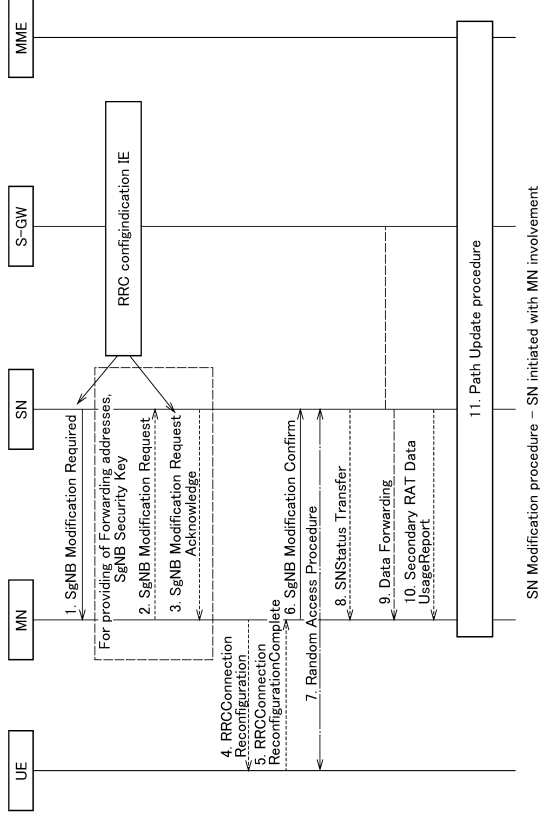 UE
MN
SN
S-GW
MME
1. SgNB Modification Required
RRC configindication IE
For providing of Forwarding addresses,
SgNB Security Key
2. SgNB Modification Request
3. SgNB Modification Request
Acknowledge
4. RRCConnection
Reconfiguration
5. RRCConnection
ReconfigurationComplete
6. SgNB Modification Confirm
7. Random Access Procedure
8. SNStatus Transfer
9. Data Forwarding
10. Secondary RAT Data
UsageReport
11. Path Update procedure
SN Modification procedure - SN initiated with MN involvement